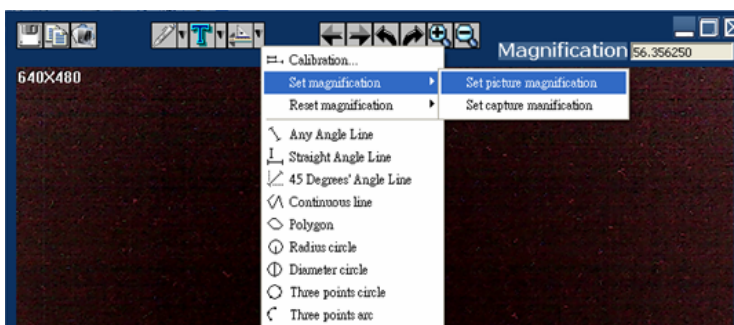 Magnification 56.356250
640X480
Calibration...
Set magnification
Set picture magnification
Reset magnification
Set capture manification
Any Angle Line
Straight Angle Line
45 Degrees' Angle Line
Continuous line
Polygon
Radius circle
Diameter circle
Three points circle
Three points arc